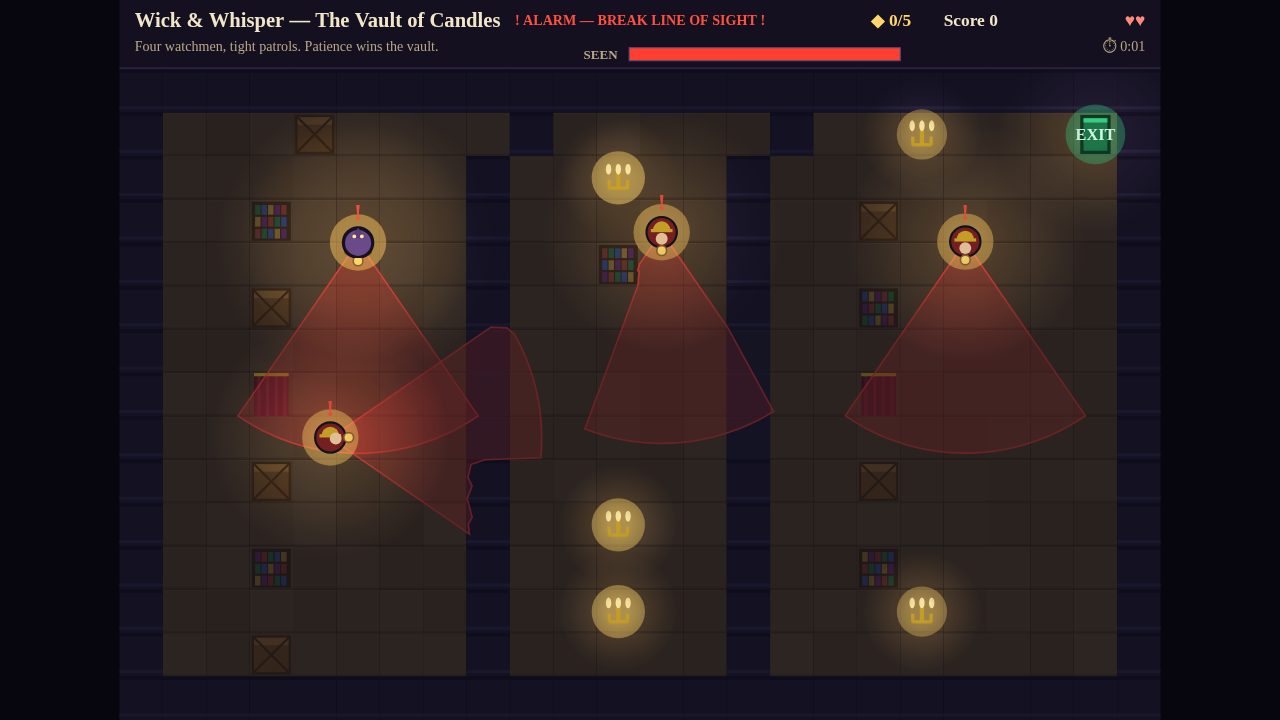 Wick & Whisper — The Vault of Candles
! ALARM — BREAK LINE OF SIGHT !
◆ 0/5
Score 0
♥♥
Four watchmen, tight patrols. Patience wins the vault.
SEEN
⏱ 0:01
EXIT
!
!
!
!